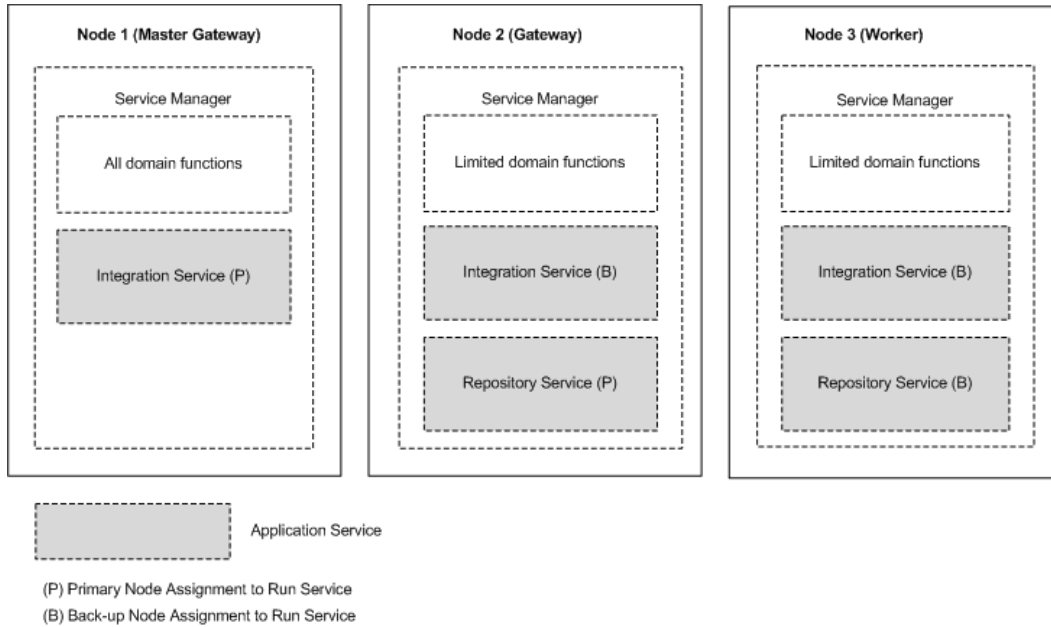 Node 1 (Master Gateway)
Service Manager
All domain functions
Integration Service (P)
Node 2 (Gateway)
Service Manager
Limited domain functions
Integration Service (B)
Repository Service (P)
Node 3 (Worker)
Service Manager
Limited domain functions
Integration Service (B)
Repository Service (B)
Application Service
(P) Primary Node Assignment to Run Service
(B) Back-up Node Assignment to Run Service